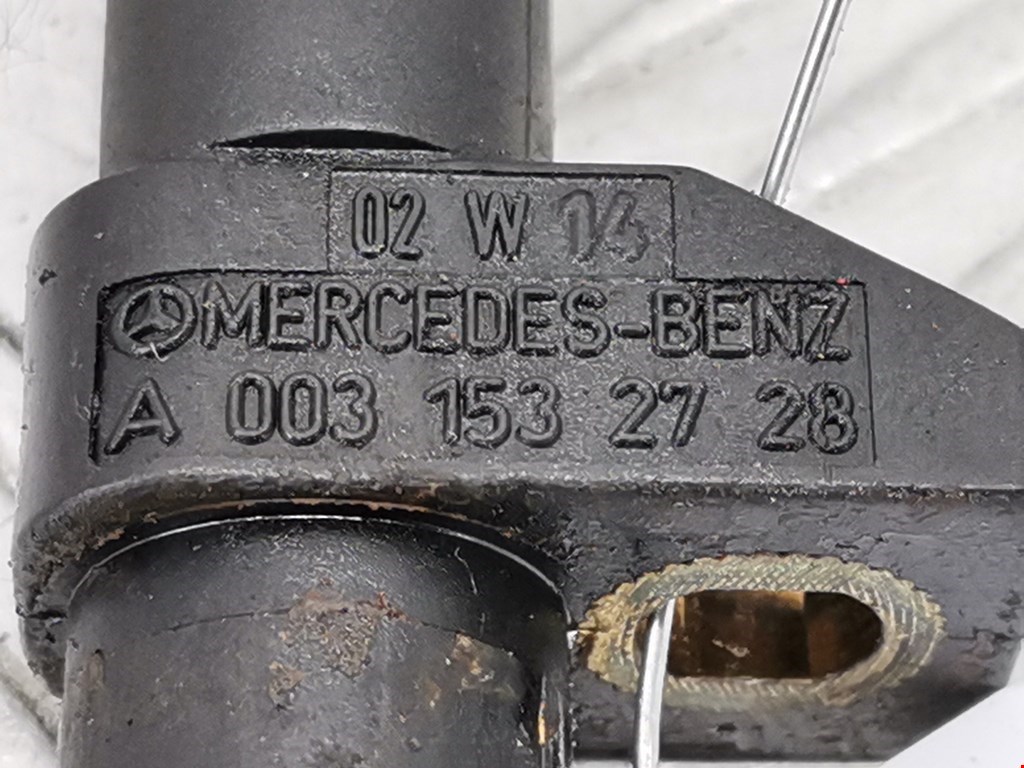 02 W 14
MERCEDES-BENZ
A 003 153 27 28